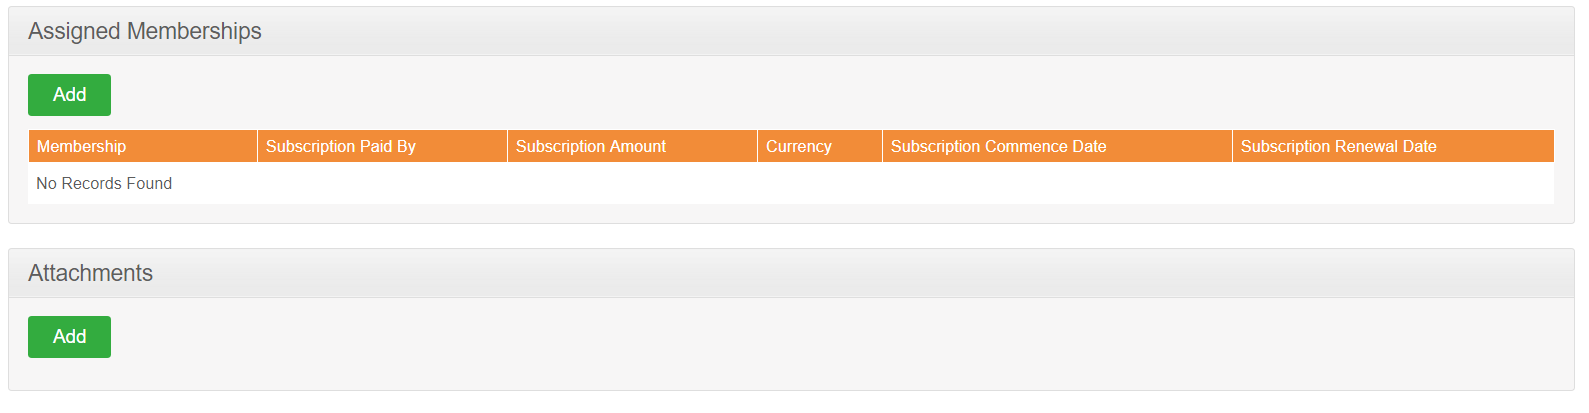 Assigned Memberships
Add
Membership Subscription Paid By Subscription Amount Currency Subscription Commence Date Subscription Renewal Date
No Records Found
Attachments
Add